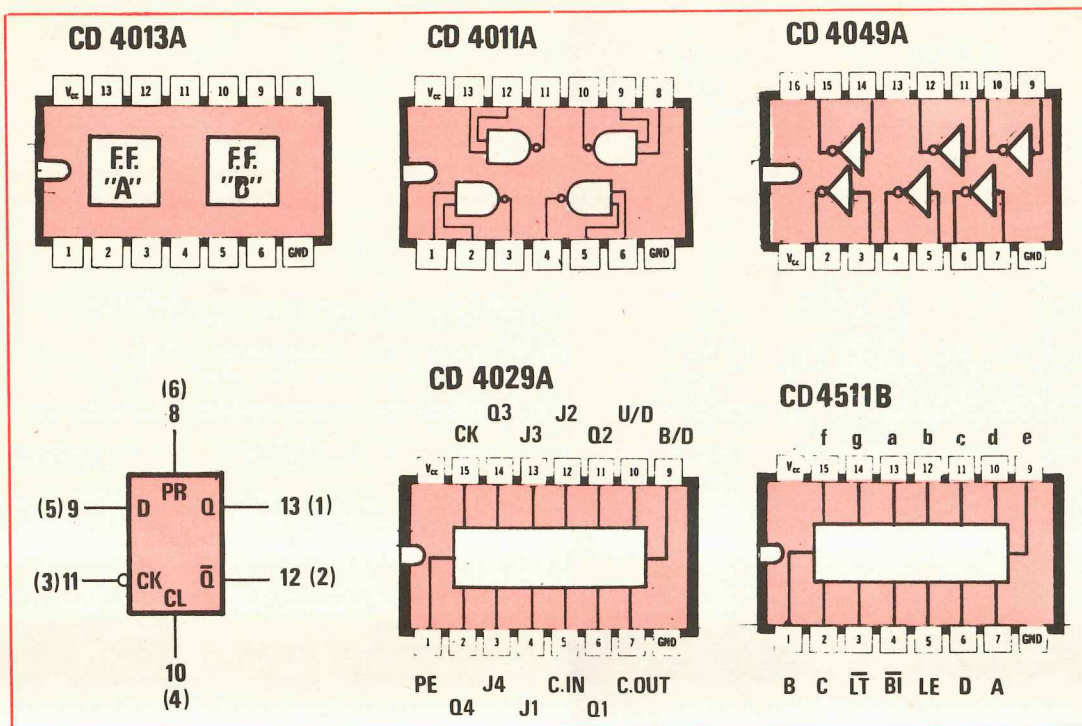 CD 4013A
Vcc 13 12 11 10 9 8
F.F. "A"
F.F. "B"
1 2 3 4 5 6 GND
CD 4011A
Vcc 13 12 11 10 9 8
1 2 3 4 5 6 GND
CD 4049A
16 15 14 13 12 11 10 9
Vcc 2 3 4 5 6 7 GND
(6)
8
PR
(5) 9 D Q 13 (1)
(3) 11 CK Q̅ 12 (2)
CL
10
(4)
CD 4029A
Q3 J2 U/D
CK J3 Q2 B/D
Vcc 15 14 13 12 11 10 9
1 2 3 4 5 6 7 GND
PE J4 C.IN C.OUT
Q4 J1 Q1
CD4511B
f g a b c d e
Vcc 15 14 13 12 11 10 9
1 2 3 4 5 6 7 GND
B C L̅T̅ B̅I̅ LE D A